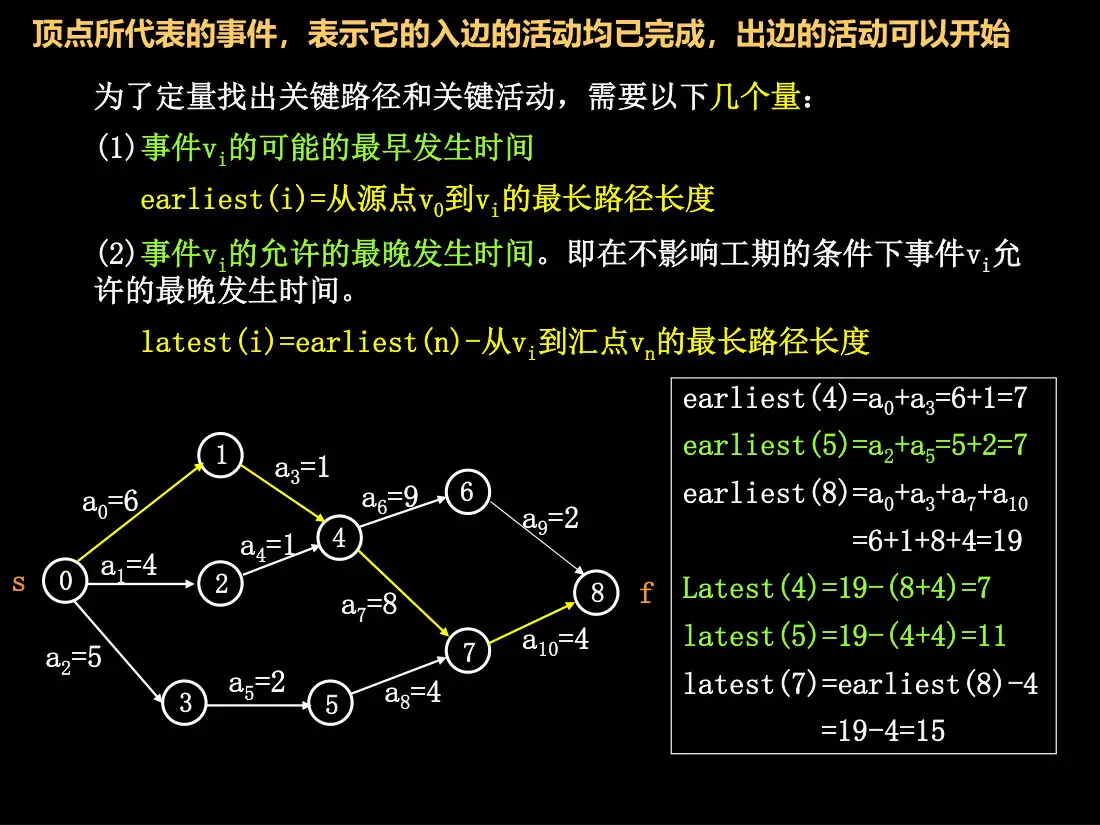 顶点所代表的事件，表示它的入边的活动均已完成，出边的活动可以开始
为了定量找出关键路径和关键活动，需要以下几个量：
(1)事件vi的可能的最早发生时间
earliest(i)=从源点v0到vi的最长路径长度
(2)事件vi的允许的最晚发生时间。即在不影响工期的条件下事件vi允
许的最晚发生时间。
latest(i)=earliest(n)-从vi到汇点vn的最长路径长度
earliest(4)=a0+a3=6+1=7
earliest(5)=a2+a5=5+2=7
earliest(8)=a0+a3+a7+a10
=6+1+8+4=19
Latest(4)=19-(8+4)=7
latest(5)=19-(4+4)=11
latest(7)=earliest(8)-4
=19-4=15
1
a3=1
a0=6
a6=9
6
a9=2
4
a4=1
a1=4
s
0
2
8
f
a7=8
a10=4
7
a2=5
a5=2
a8=4
3
5